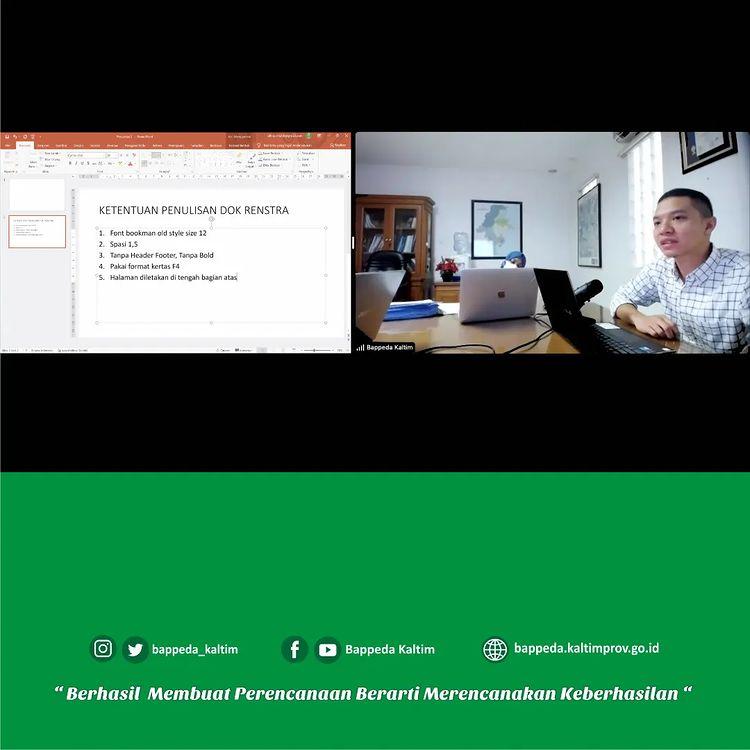 KETENTUAN PENULISAN DOK RENSTRA
1. Font bookman old style size 12
2. Spasi 1,5
3. Tanpa Header Footer, Tanpa Bold
4. Pakai format kertas F4
5. Halaman diletakan di tengah bagian atas
Bappeda Kaltim
bappeda_kaltim
Bappeda Kaltim
bappeda.kaltimprov.go.id
“ Berhasil Membuat Perencanaan Berarti Merencanakan Keberhasilan “